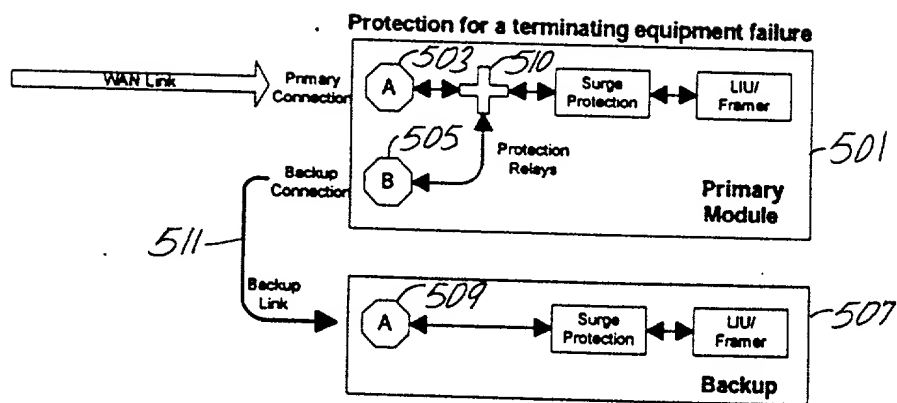 Protection for a terminating equipment failure
503
510
WAN Link
Primary
Connection
A
Surge
Protection
LIU/
Framer
505
Protection
Relays
501
Backup
Connection
B
Primary
Module
511
Backup
Link
509
A
Surge
Protection
LIU/
Framer
507
Backup